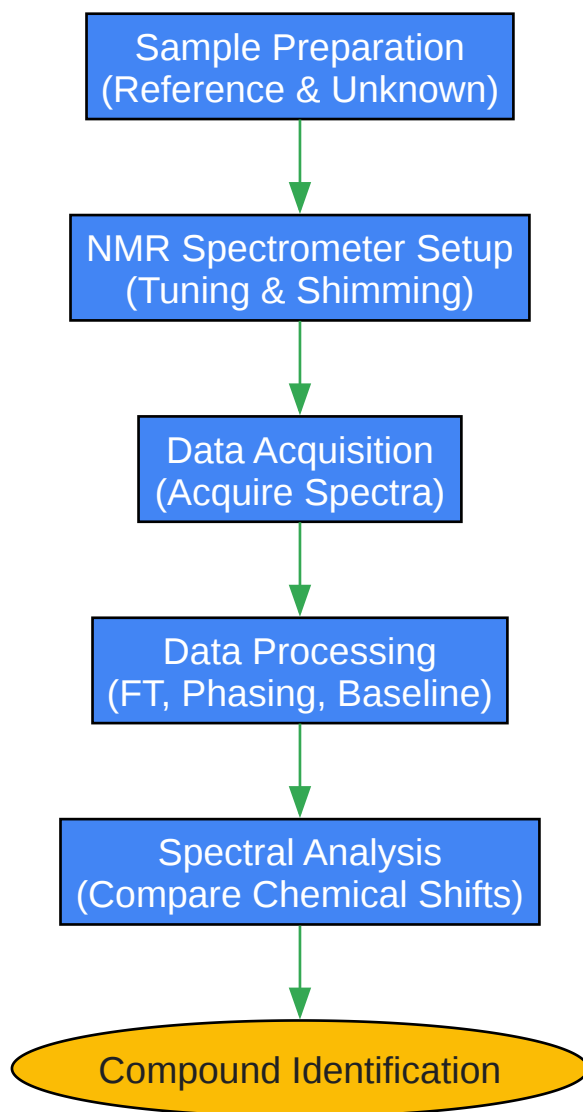 Sample Preparation
(Reference & Unknown)
NMR Spectrometer Setup
(Tuning & Shimming)
Data Acquisition
(Acquire Spectra)
Data Processing
(FT, Phasing, Baseline)
Spectral Analysis
(Compare Chemical Shifts)
Compound Identification